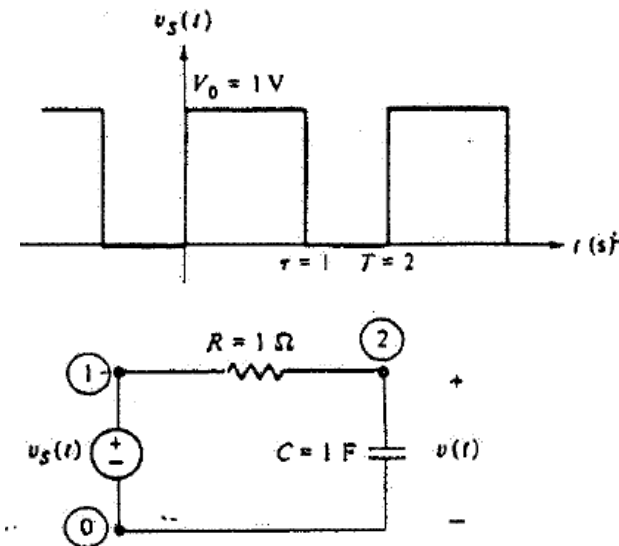 v_S(t)
V_0 = 1 V
τ = 1 T = 2 t (s)
R = 1 Ω
2
1
+
v_S(t)
+
−
C = 1 F
v(t)
0
−